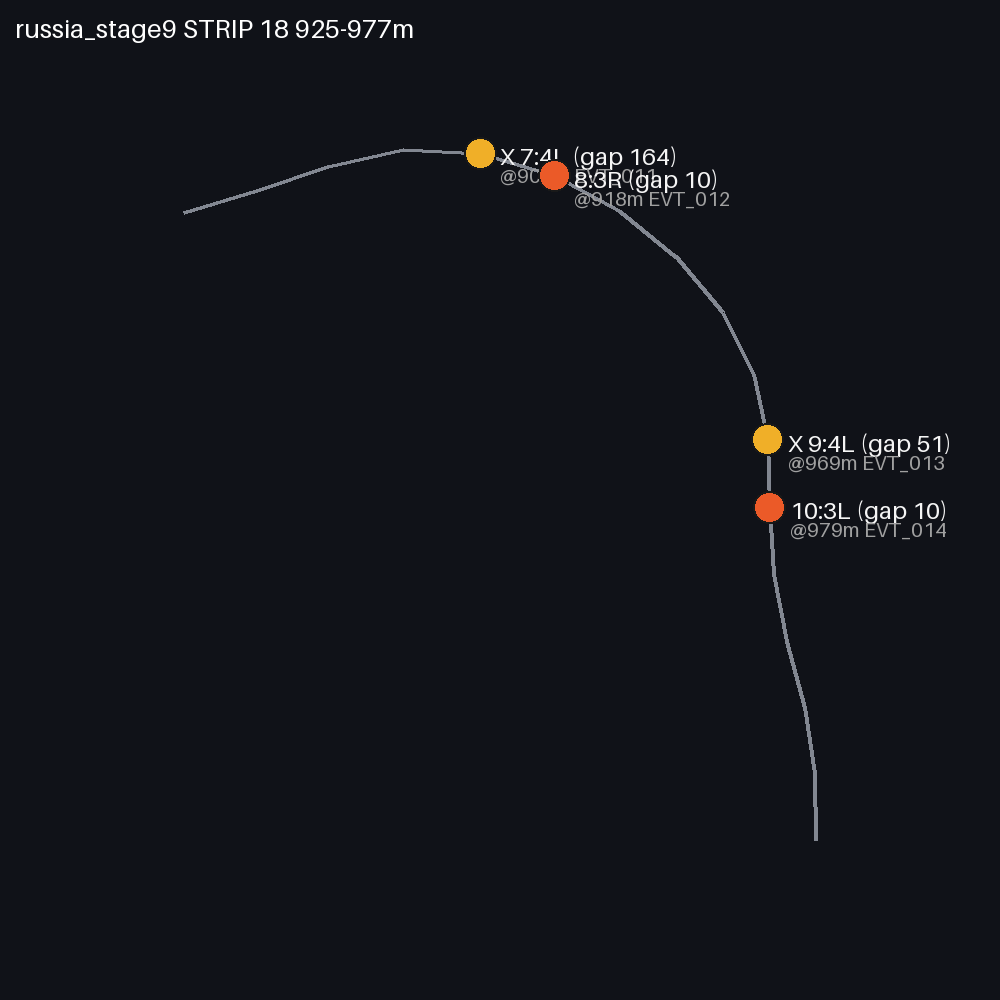 russia_stage9 STRIP 18 925-977m
X 7:4L (gap 164)
8:3R (gap 10)
@918m EVT_012
X 9:4L (gap 51)
@969m EVT_013
10:3L (gap 10)
@979m EVT_014